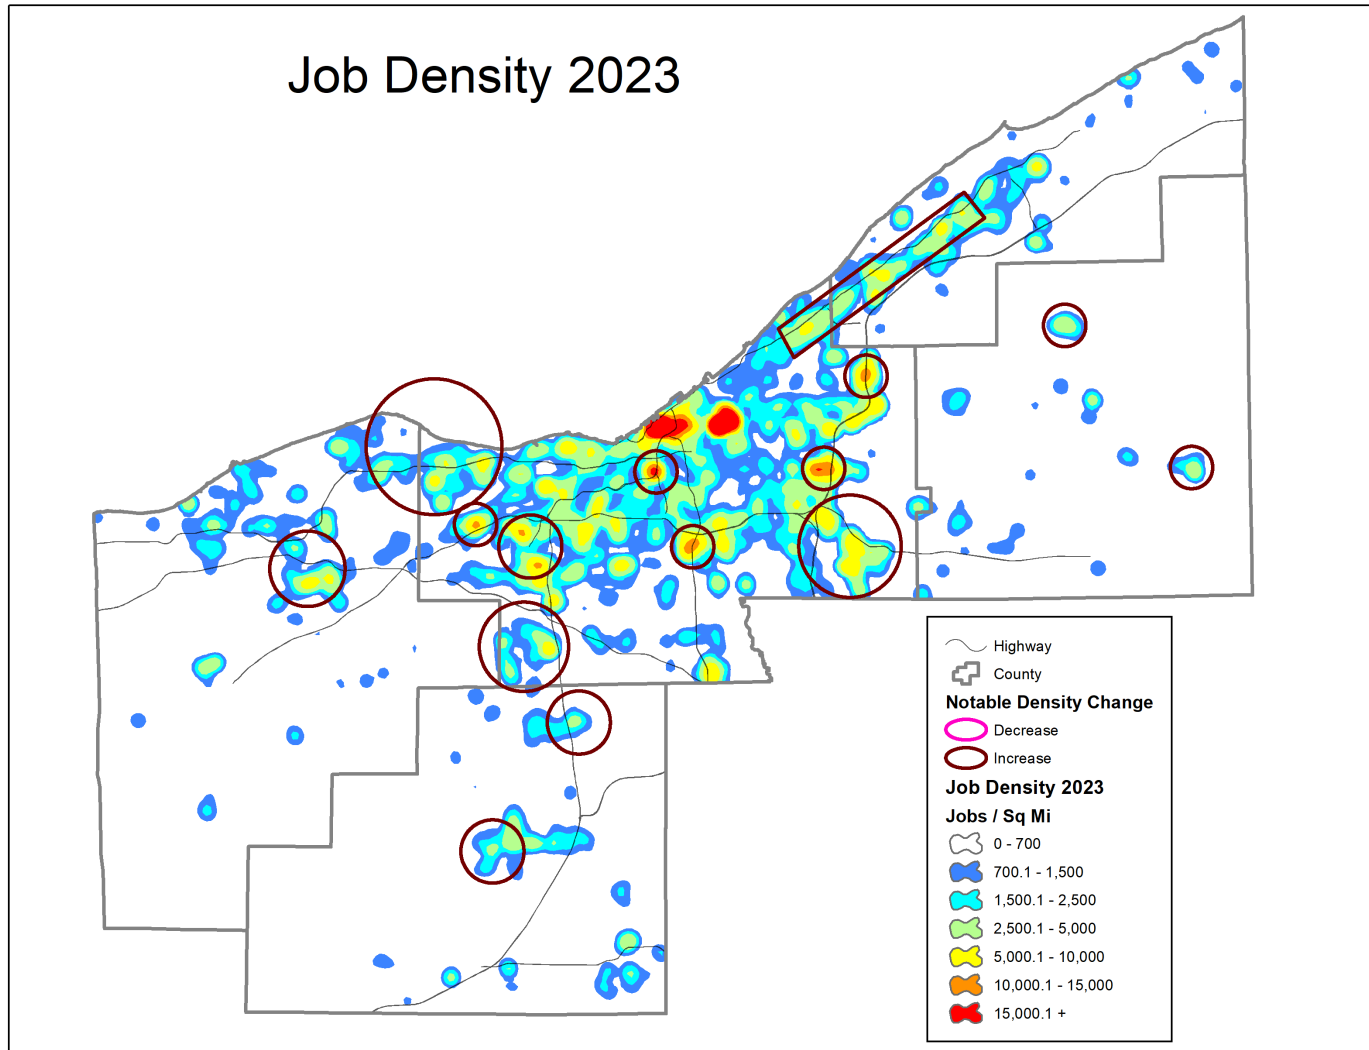 Job Density 2023
Highway
County
Notable Density Change
Decrease
Increase
Job Density 2023
Jobs / Sq Mi
0 - 700
700.1 - 1,500
1,500.1 - 2,500
2,500.1 - 5,000
5,000.1 - 10,000
10,000.1 - 15,000
15,000.1 +